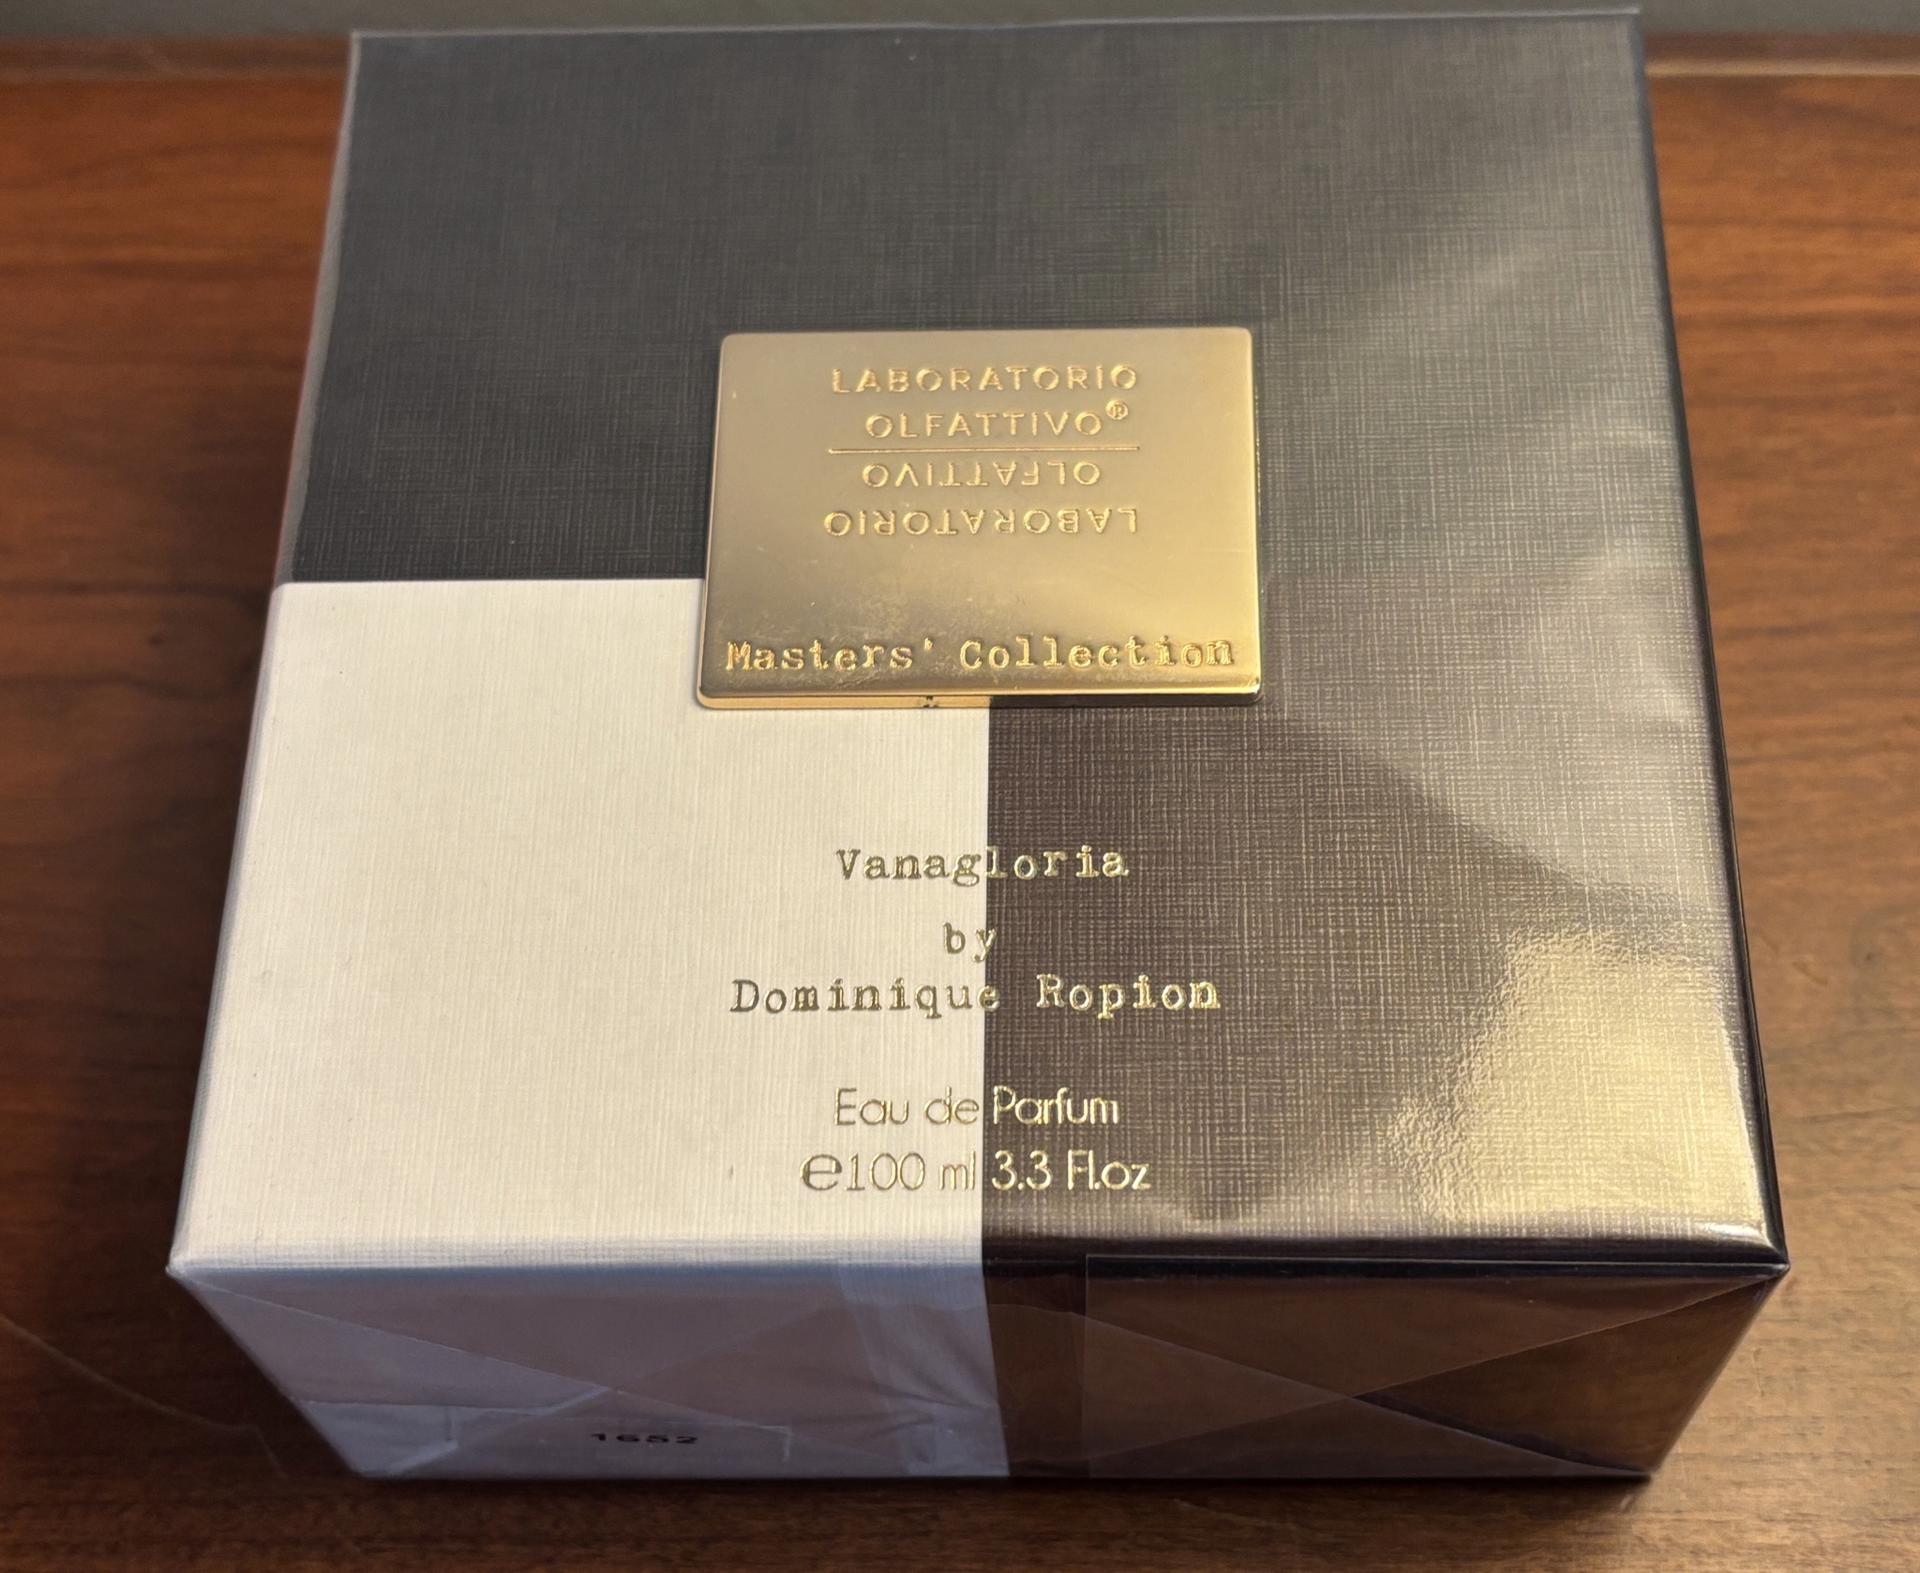 LABORATORIO
OLFATTIVO®
OLFATTIVO
LABORATORIO
Masters' Collection
Vanagloria
by
Dominique Ropion
Eau de Parfum
℮100 ml 3.3 Fl.oz
1652